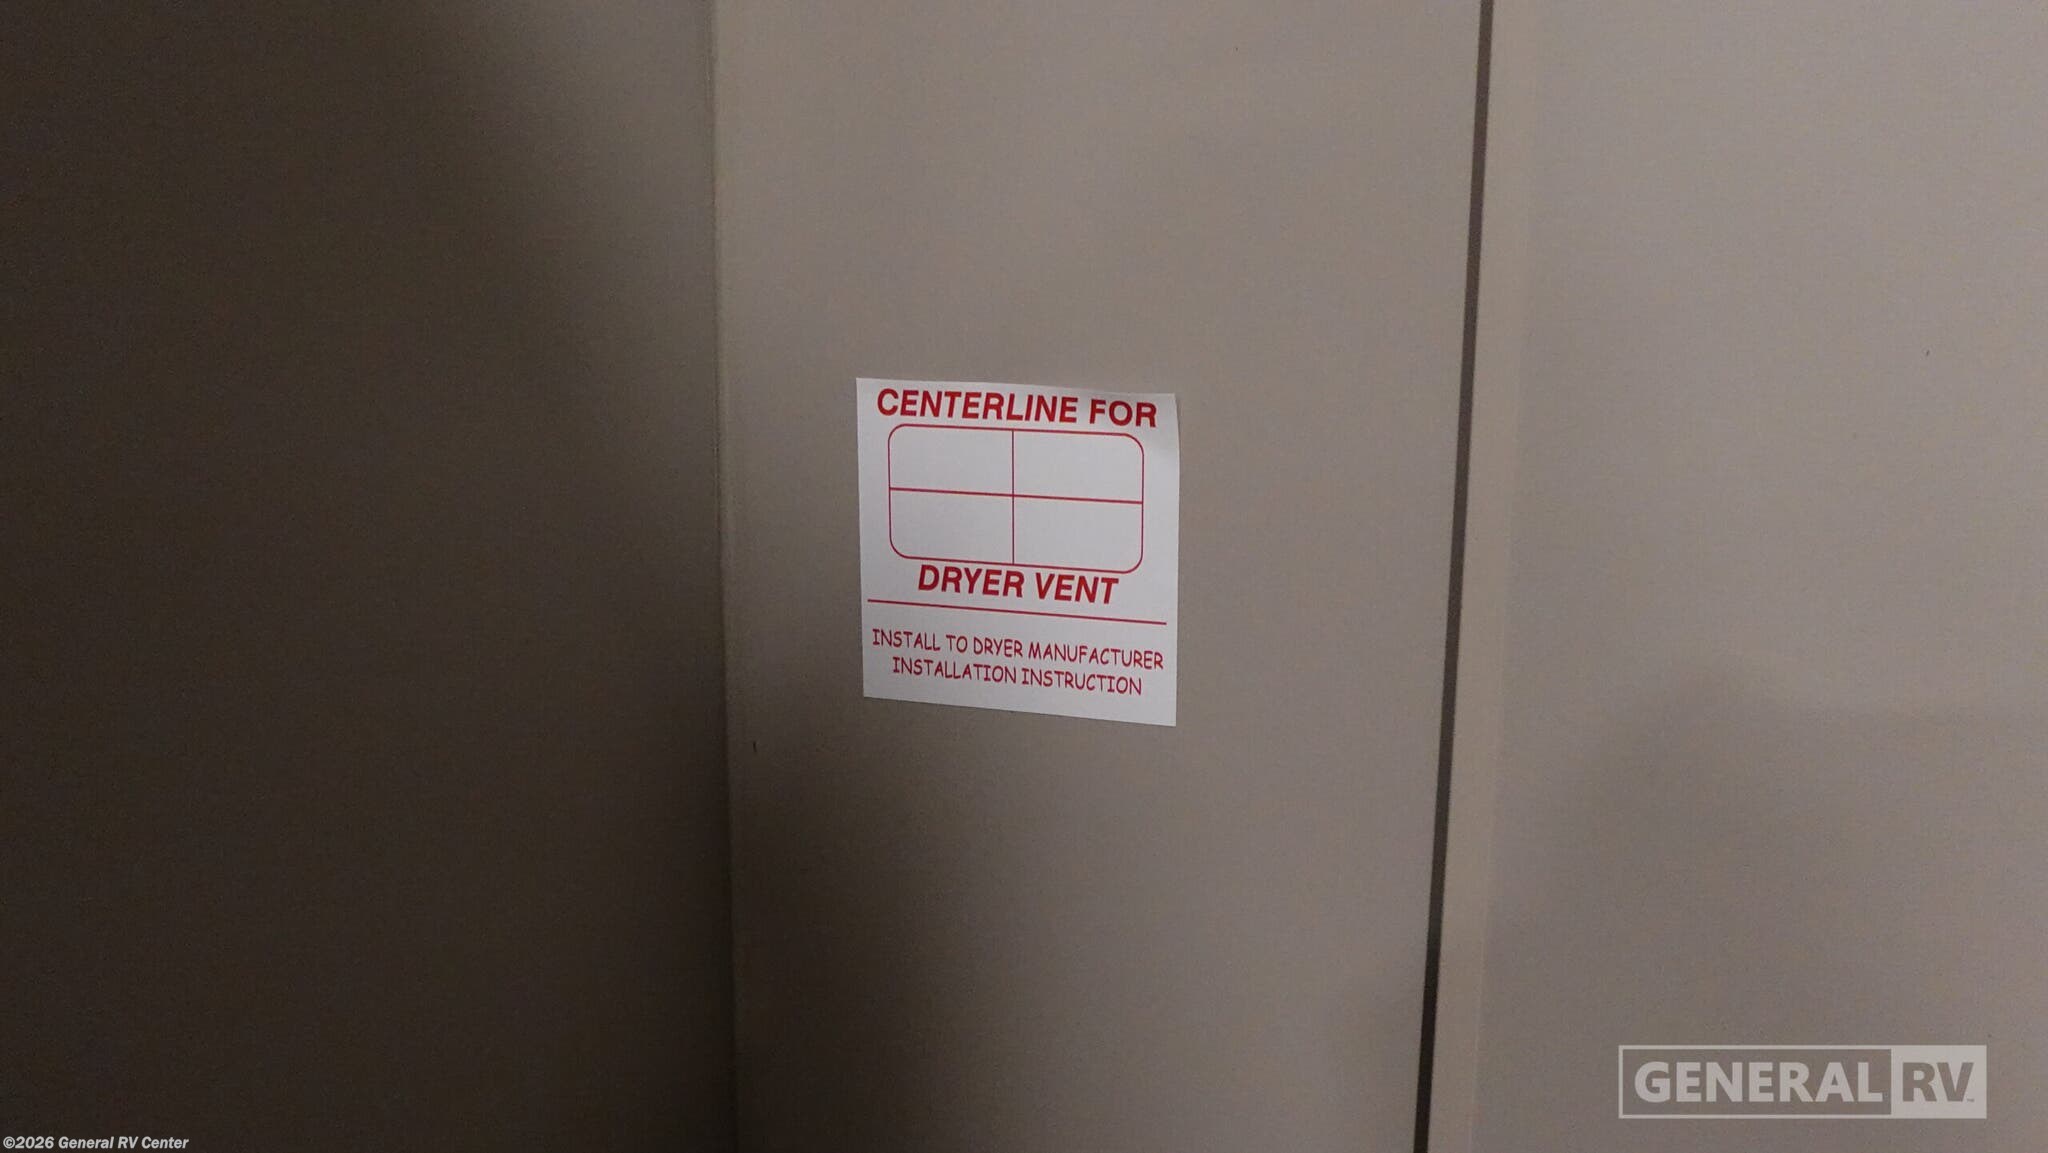 CENTERLINE FOR
DRYER VENT
INSTALL TO DRYER MANUFACTURER
INSTALLATION INSTRUCTION
GENERAL RV
©2026 General RV Center